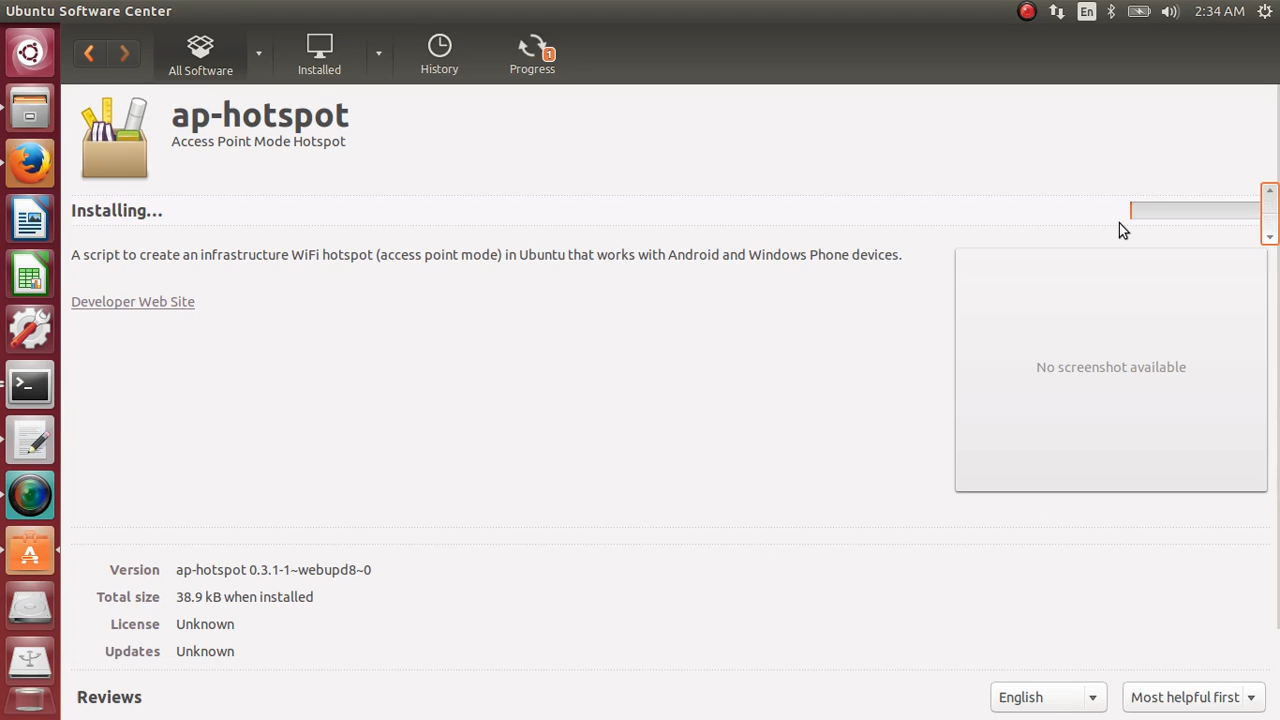 Ubuntu Software Center
En
2:34 AM
All Software
Installed
History
1
Progress
ap-hotspot
Access Point Mode Hotspot
Installing...
A script to create an infrastructure WiFi hotspot (access point mode) in Ubuntu that works with Android and Windows Phone devices.
Developer Web Site
No screenshot available
Version ap-hotspot 0.3.1-1~webupd8~0
Total size 38.9 kB when installed
License Unknown
Updates Unknown
Reviews
English
Most helpful first